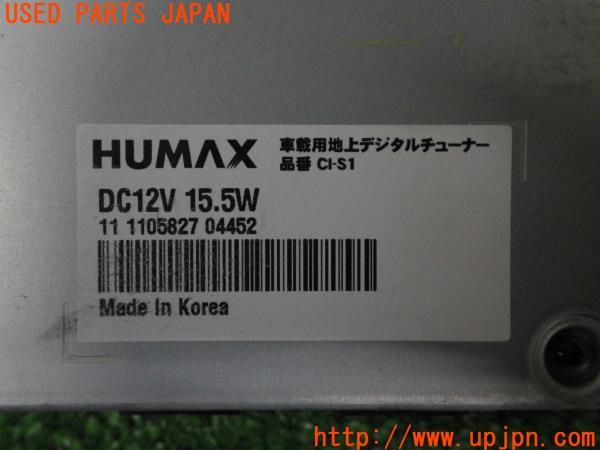 USED PARTS JAPAN
HUMAX 車載用地上デジタルチューナー
品番 CI-S1
DC12V 15.5W
11 1105827 04452
Made In Korea
http://www.upjpn.com